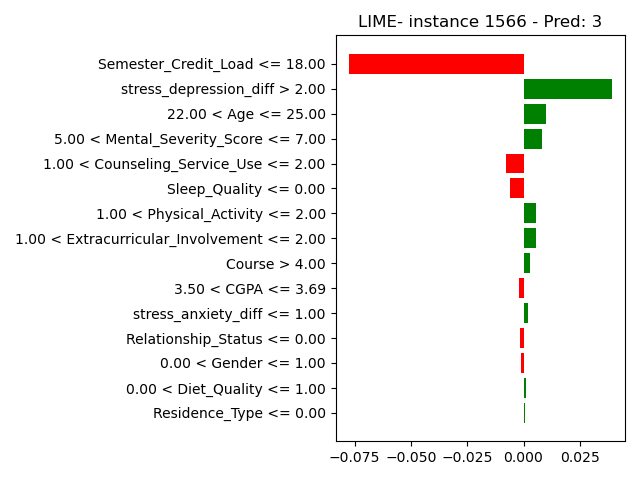 LIME- instance 1566 - Pred: 3
Semester_Credit_Load <= 18.00
stress_depression_diff > 2.00
22.00 < Age <= 25.00
5.00 < Mental_Severity_Score <= 7.00
1.00 < Counseling_Service_Use <= 2.00
Sleep_Quality <= 0.00
1.00 < Physical_Activity <= 2.00
1.00 < Extracurricular_Involvement <= 2.00
Course > 4.00
3.50 < CGPA <= 3.69
stress_anxiety_diff <= 1.00
Relationship_Status <= 0.00
0.00 < Gender <= 1.00
0.00 < Diet_Quality <= 1.00
Residence_Type <= 0.00
−0.075 −0.050 −0.025 0.000 0.025